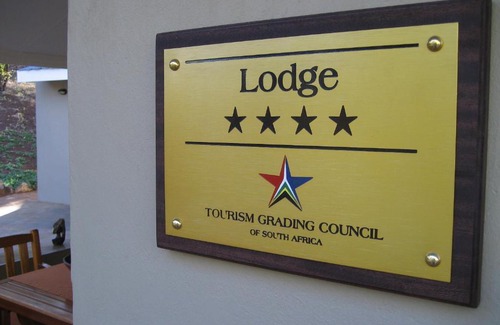 Lodge
★★★★
TOURISM GRADING COUNCIL
OF SOUTH AFRICA